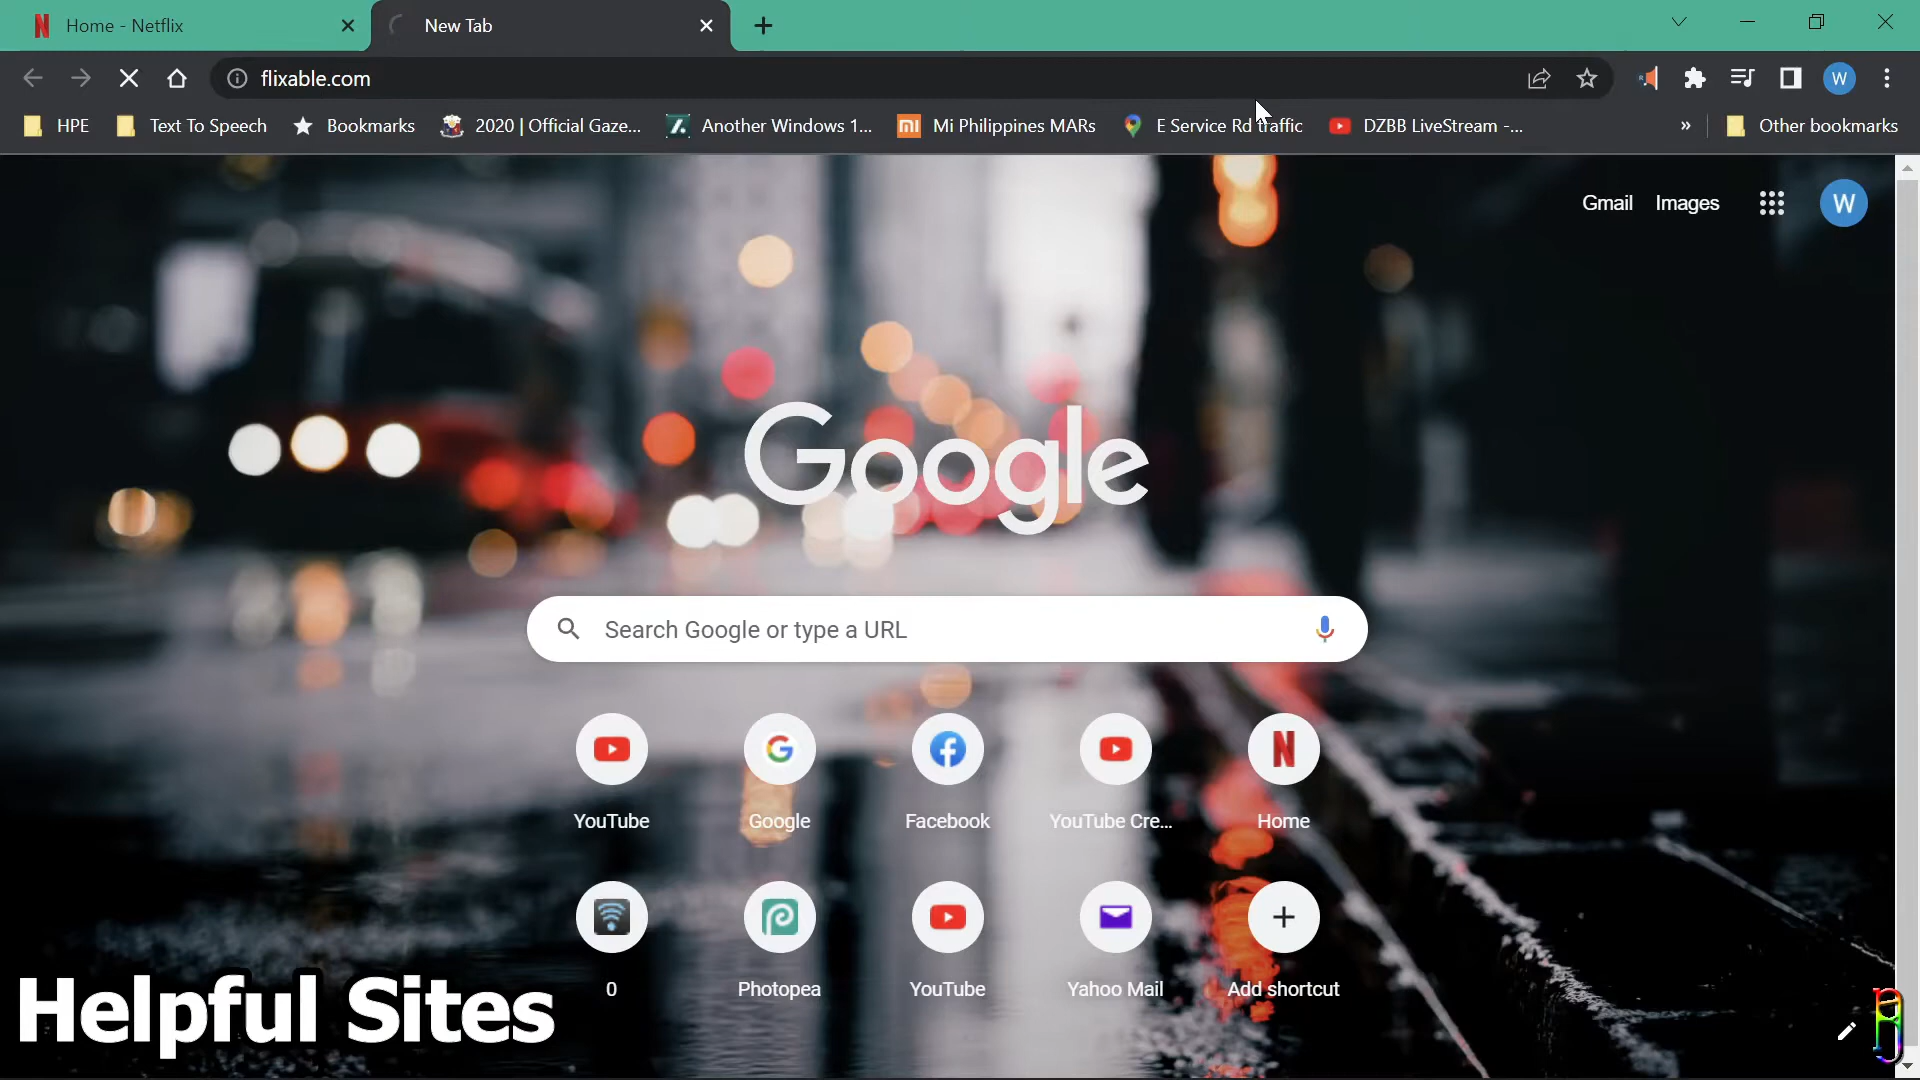 Home - Netflix
New Tab
flixable.com
HPE
Text To Speech
Bookmarks
2020 | Official Gaze...
Another Windows 1...
Mi Philippines MARs
E Service Rd traffic
DZBB LiveStream -...
»
Other bookmarks
Gmail
Images
W
W
Google
Search Google or type a URL
YouTube
Google
Facebook
YouTube Cre...
Home
0
Photopea
YouTube
Yahoo Mail
Add shortcut
Helpful Sites